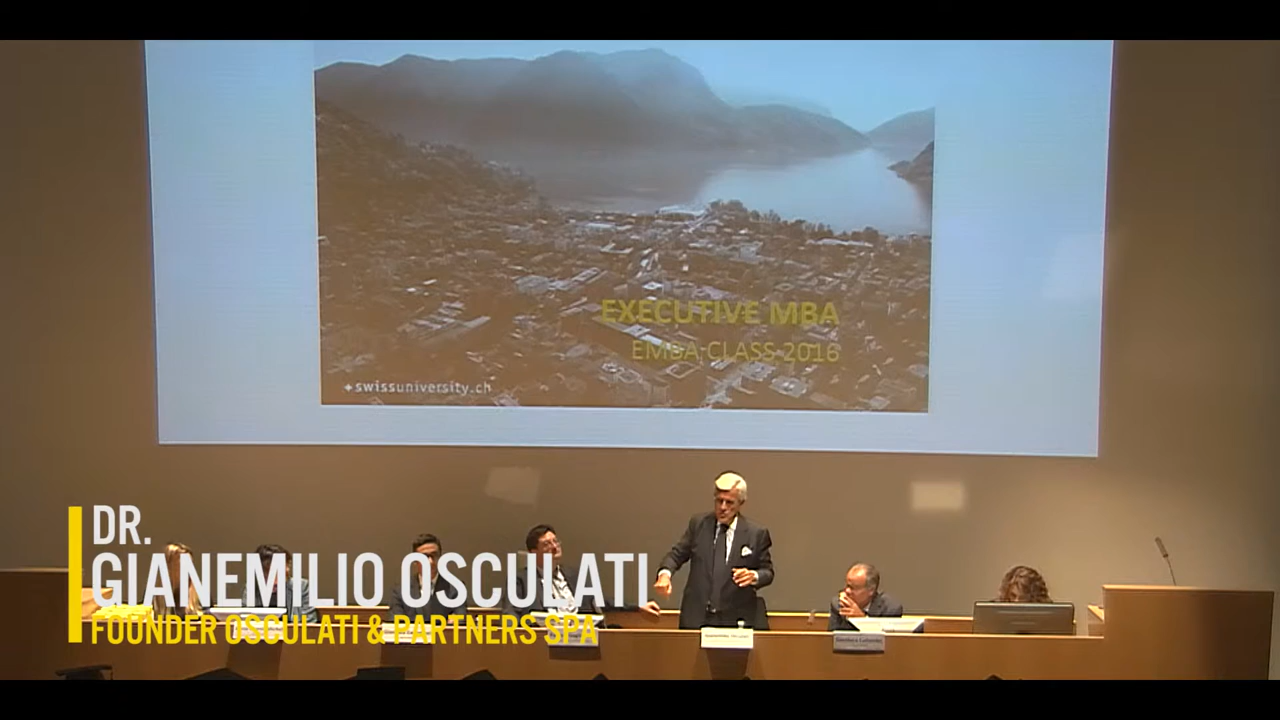 EXECUTIVE MBA
EMBA CLASS 2016
+swissuniversity.ch
DR.
GIANEMILIO OSCULATI
FOUNDER OSCULATI & PARTNERS SPA